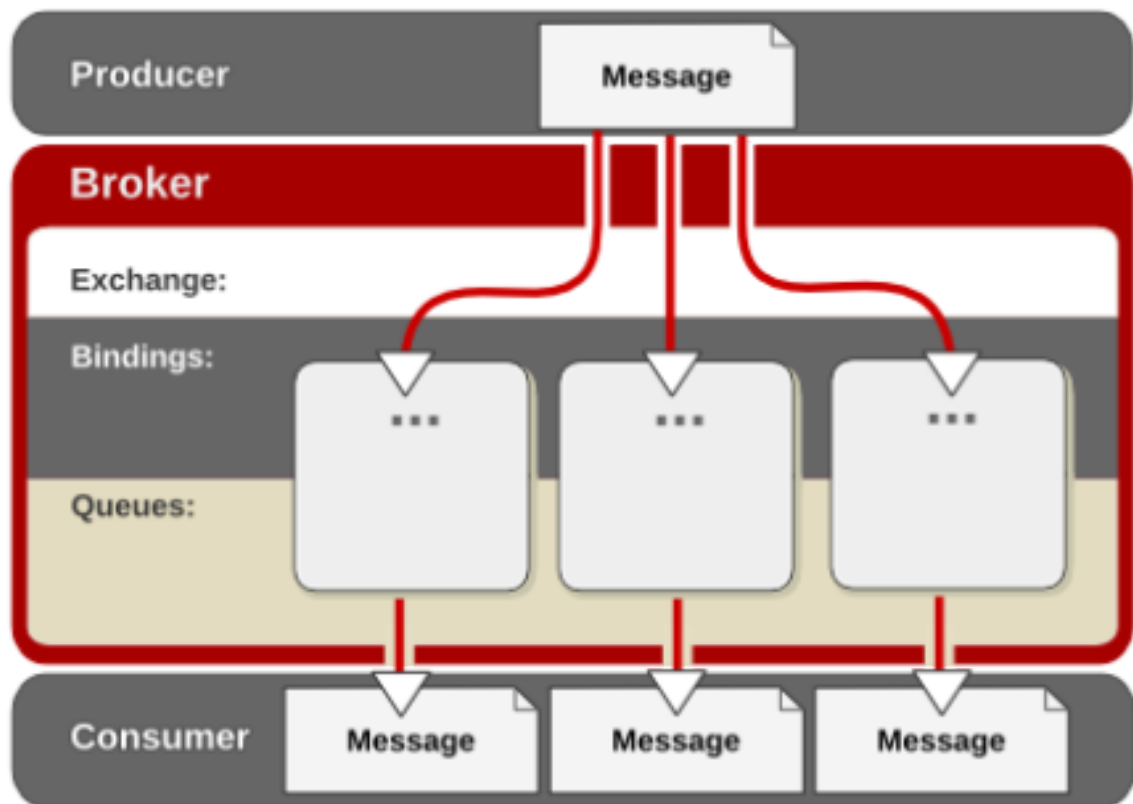 Producer
Message
Broker
Exchange:
Bindings:
...
...
...
Queues:
Consumer
Message
Message
Message